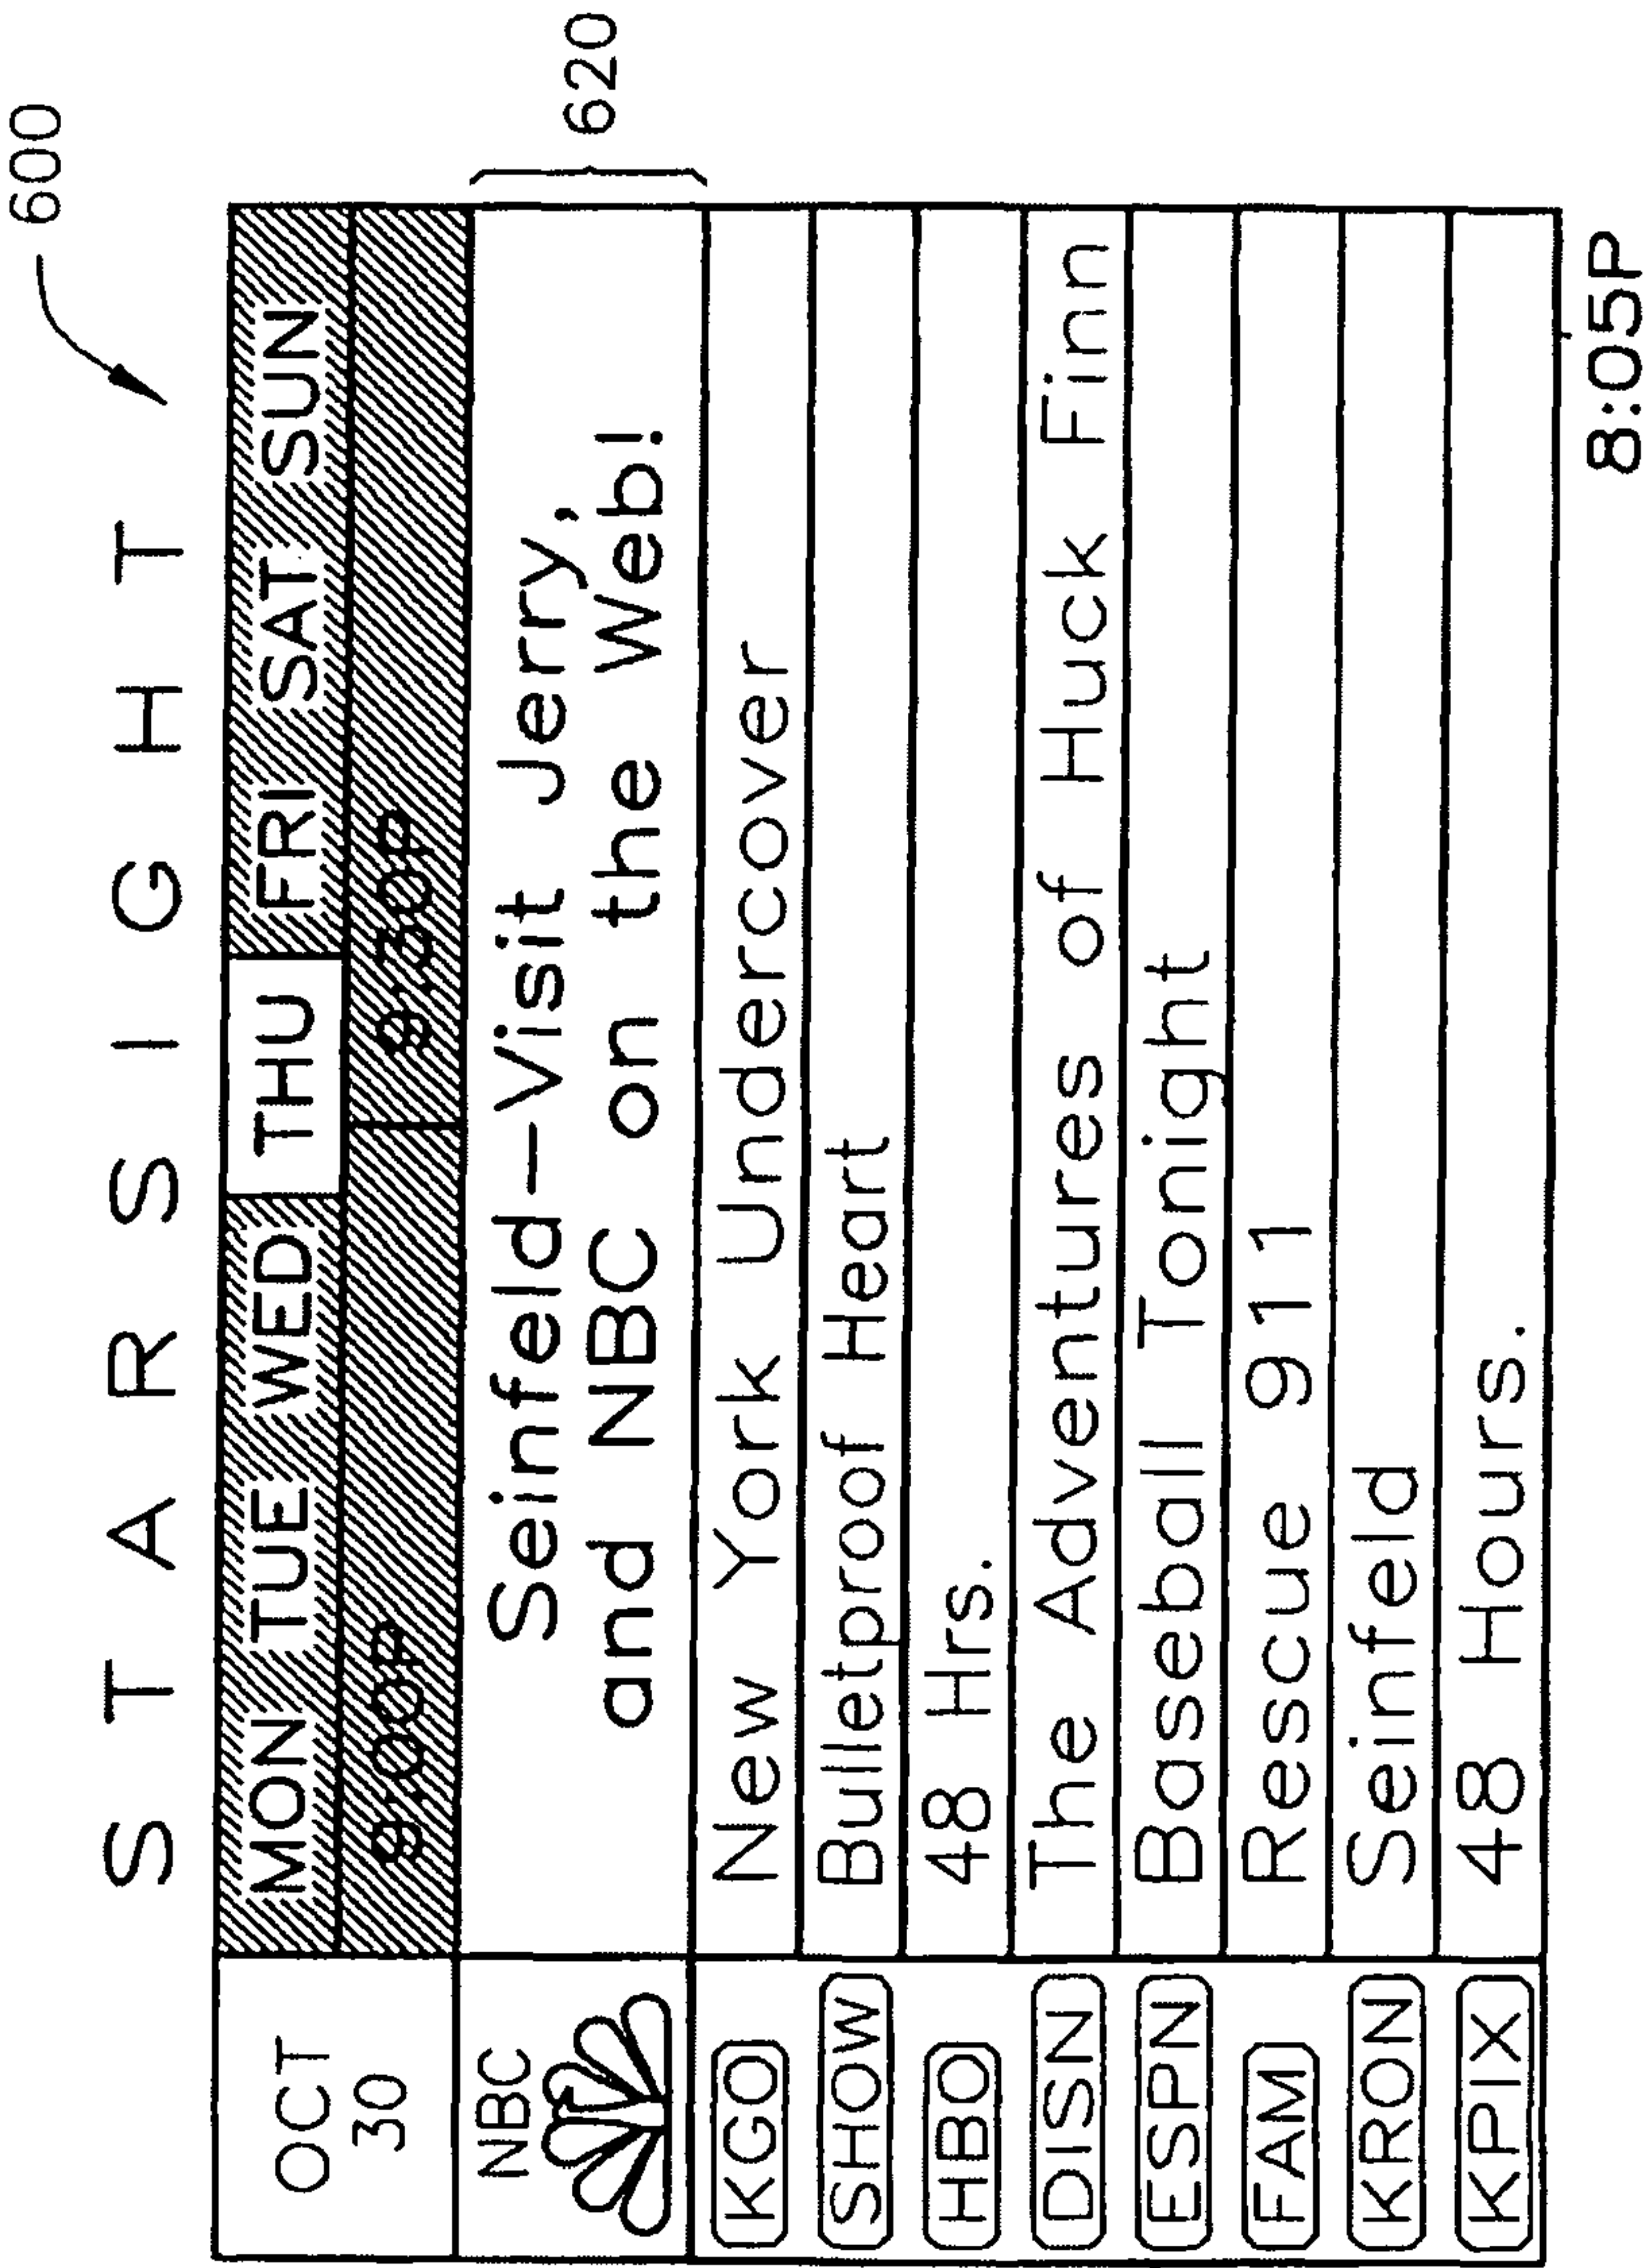 600
S T A R S I G H T
OCT
30
MON TUE WED THU FRI SAT SUN
9:00P 9:30P
NBC
Seinfeld-Visit Jerry,
and NBC on the Web!
620
KGO New York Undercover
SHOW Bulletproof Heart
HBO 48 Hrs.
DISN The Adventures of Huck Finn
ESPN Baseball Tonight
FAM Rescue 911
KRON Seinfeld
KPIX 48 Hours.
8:05P